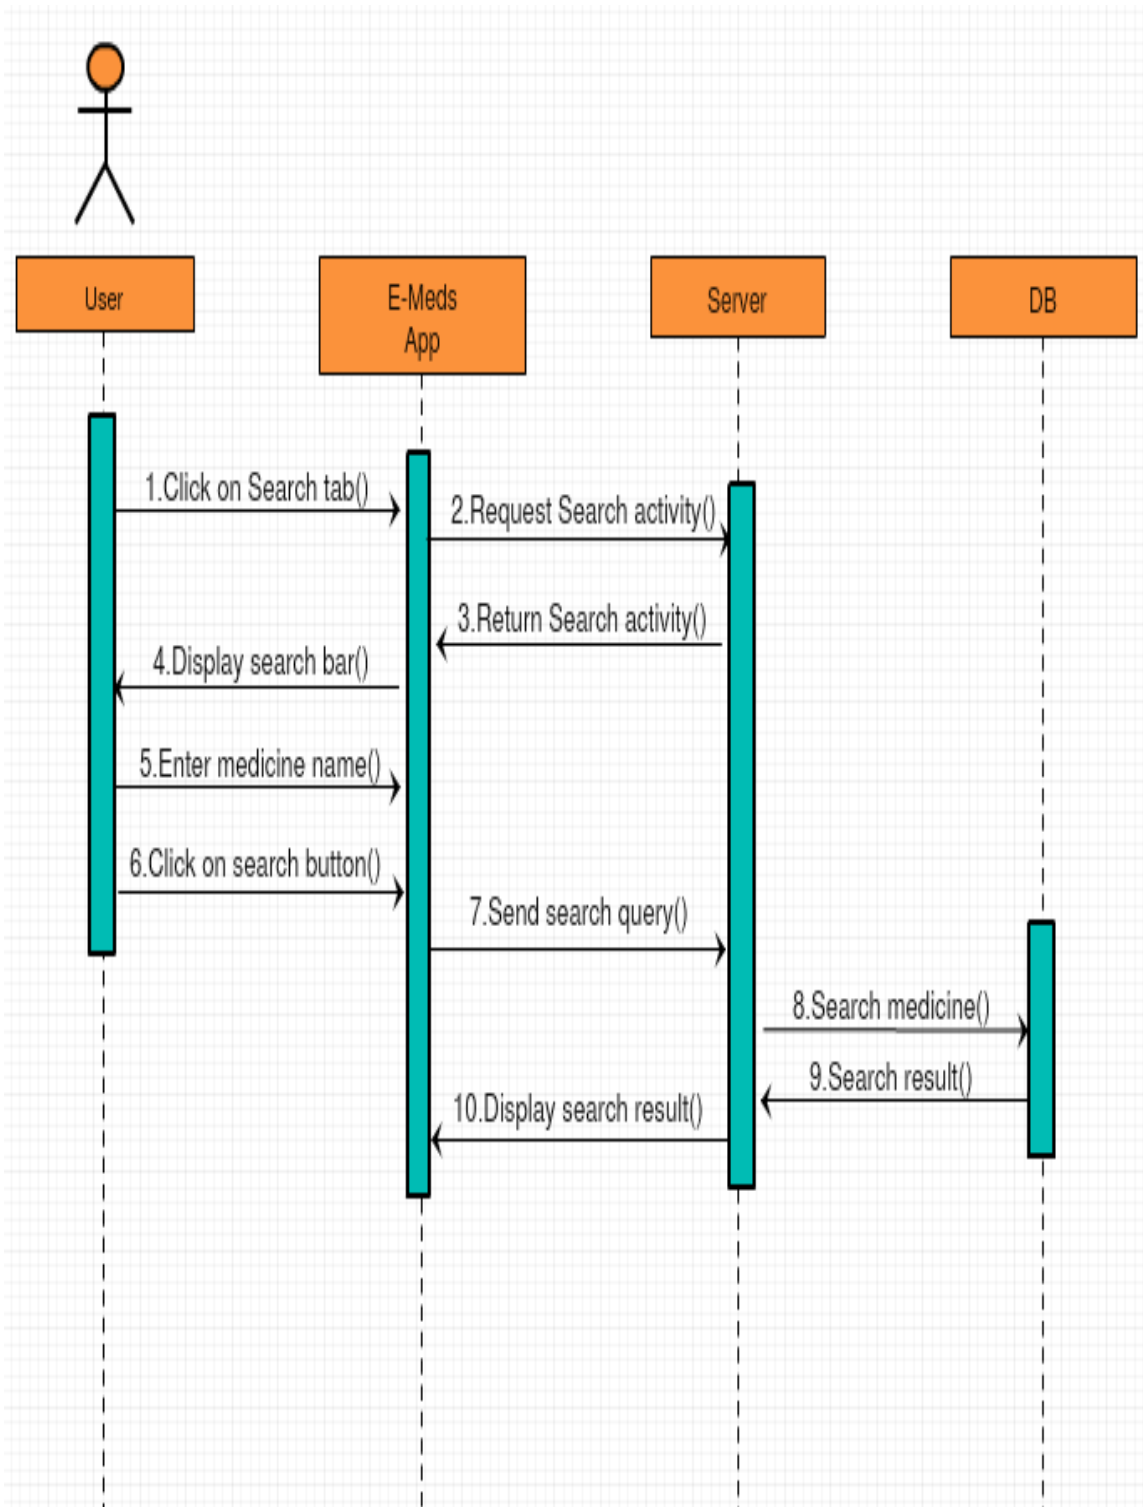 User
E-Meds
App
Server
DB
1.Click on Search tab()
2.Request Search activity()
3.Return Search activity()
4.Display search bar()
5.Enter medicine name()
6.Click on search button()
7.Send search query()
8.Search medicine()
9.Search result()
10.Display search result()